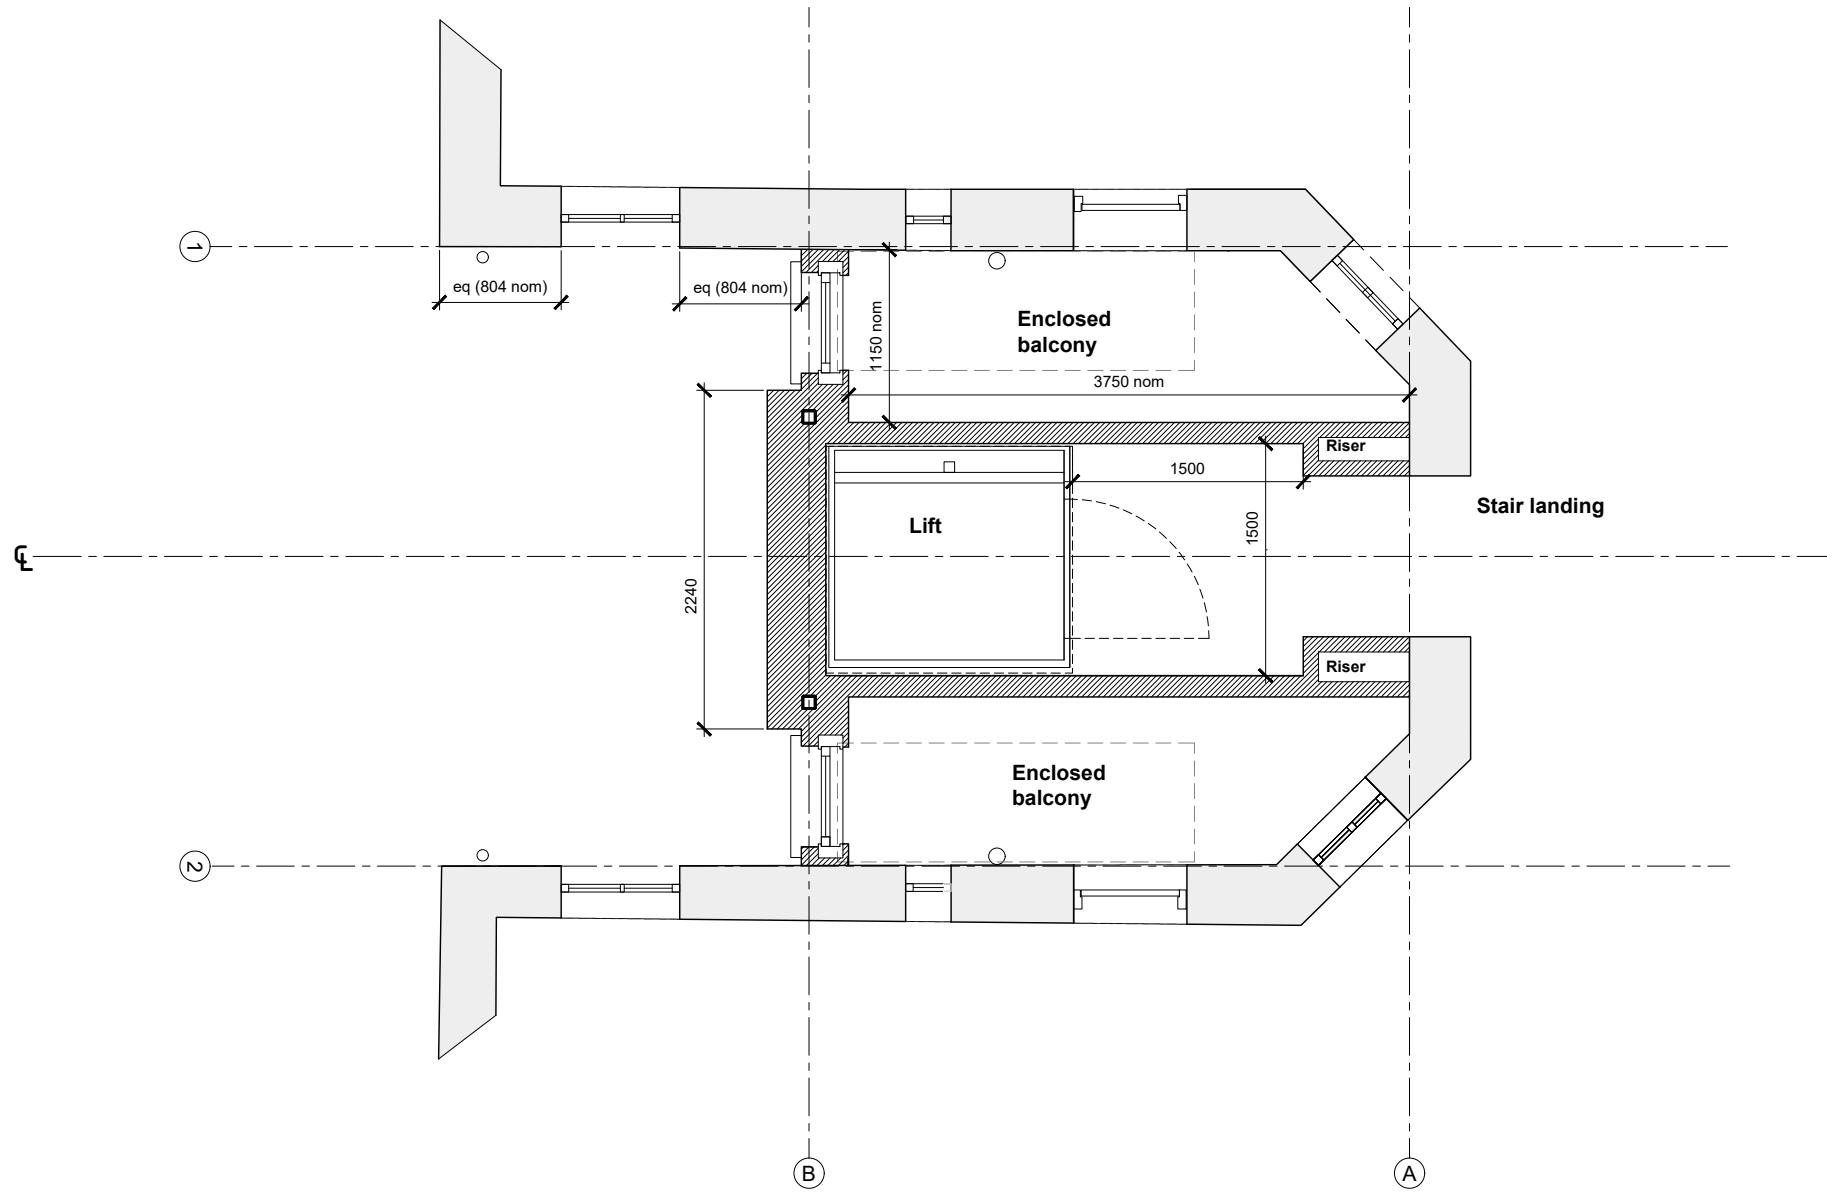 1
eq (804 nom)
eq (804 nom)
1150 nom
Enclosed
balcony
3750 nom
Riser
1500
Stair landing
Lift
1500
℄
2240
Riser
Enclosed
balcony
2
B
A